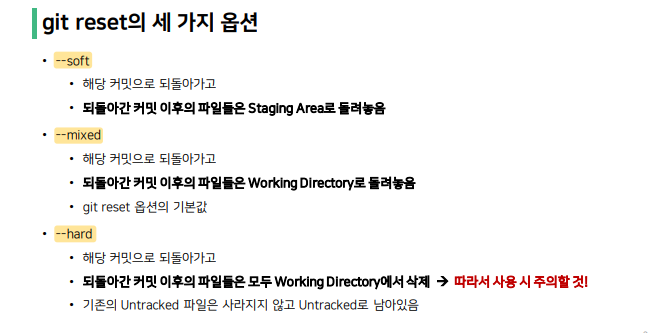 git reset의 세 가지 옵션
• --soft
• 해당 커밋으로 되돌아가고
• 되돌아간 커밋 이후의 파일들은 Staging Area로 돌려놓음
• --mixed
• 해당 커밋으로 되돌아가고
• 되돌아간 커밋 이후의 파일들은 Working Directory로 돌려놓음
• git reset 옵션의 기본값
• --hard
• 해당 커밋으로 되돌아가고
• 되돌아간 커밋 이후의 파일들은 모두 Working Directory에서 삭제 → 따라서 사용 시 주의할 것!
• 기존의 Untracked 파일은 사라지지 않고 Untracked로 남아있음